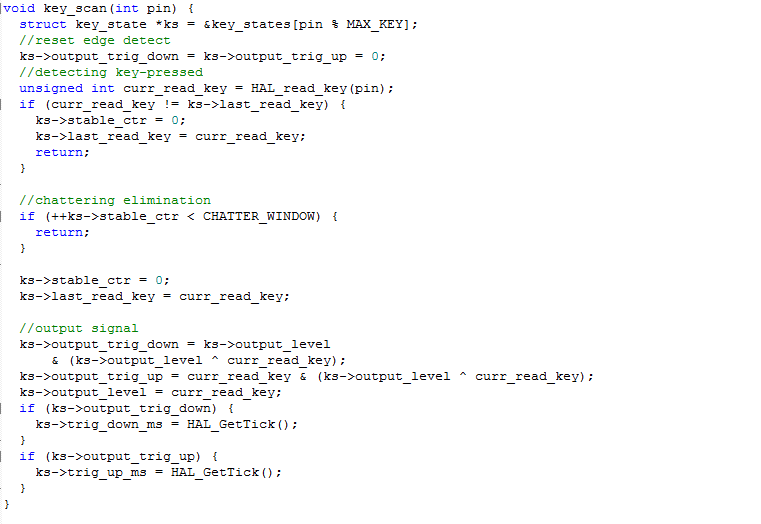 void key_scan(int pin) {
  struct key_state *ks = &key_states[pin % MAX_KEY];
  //reset edge detect
  ks->output_trig_down = ks->output_trig_up = 0;
  //detecting key-pressed
  unsigned int curr_read_key = HAL_read_key(pin);
  if (curr_read_key != ks->last_read_key) {
    ks->stable_ctr = 0;
    ks->last_read_key = curr_read_key;
    return;
  }

  //chattering elimination
  if (++ks->stable_ctr < CHATTER_WINDOW) {
    return;
  }

  ks->stable_ctr = 0;
  ks->last_read_key = curr_read_key;

  //output signal
  ks->output_trig_down = ks->output_level
      & (ks->output_level ^ curr_read_key);
  ks->output_trig_up = curr_read_key & (ks->output_level ^ curr_read_key);
  ks->output_level = curr_read_key;
  if (ks->output_trig_down) {
    ks->trig_down_ms = HAL_GetTick();
  }
  if (ks->output_trig_up) {
    ks->trig_up_ms = HAL_GetTick();
  }
}